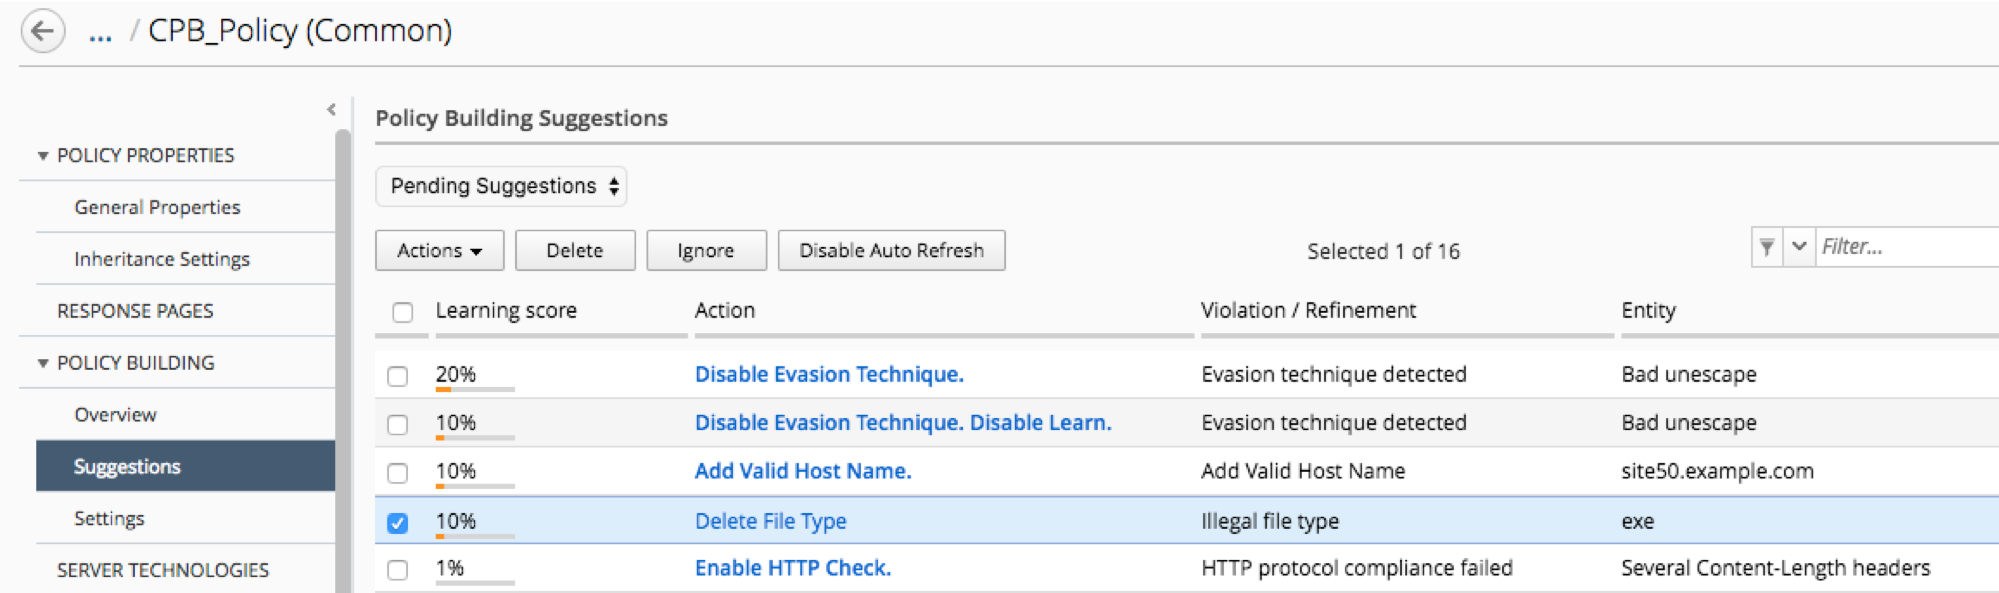 ... / CPB_Policy (Common)
POLICY PROPERTIES
General Properties
Inheritance Settings
RESPONSE PAGES
POLICY BUILDING
Overview
Suggestions
Settings
SERVER TECHNOLOGIES
Policy Building Suggestions
Pending Suggestions
Actions Delete Ignore Disable Auto Refresh Selected 1 of 16 Filter...
Learning score Action Violation / Refinement Entity
20% Disable Evasion Technique. Evasion technique detected Bad unescape
10% Disable Evasion Technique. Disable Learn. Evasion technique detected Bad unescape
10% Add Valid Host Name. Add Valid Host Name site50.example.com
10% Delete File Type Illegal file type exe
1% Enable HTTP Check. HTTP protocol compliance failed Several Content-Length headers